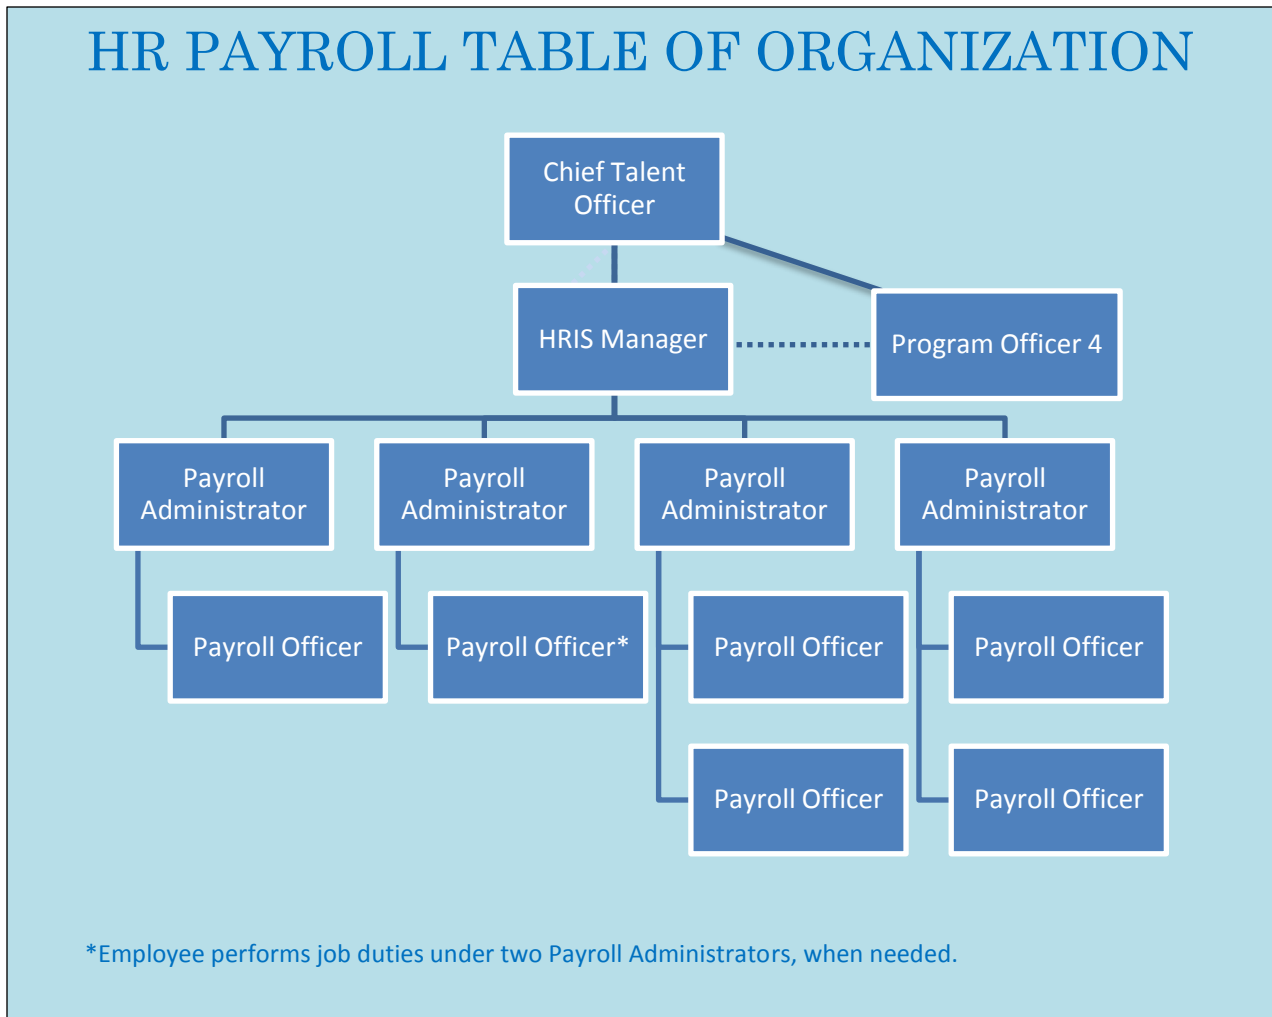 HR PAYROLL TABLE OF ORGANIZATION
Chief Talent
Officer
HRIS Manager
Program Officer 4
Payroll
Administrator
Payroll
Administrator
Payroll
Administrator
Payroll
Administrator
Payroll Officer
Payroll Officer*
Payroll Officer
Payroll Officer
Payroll Officer
Payroll Officer
*Employee performs job duties under two Payroll Administrators, when needed.